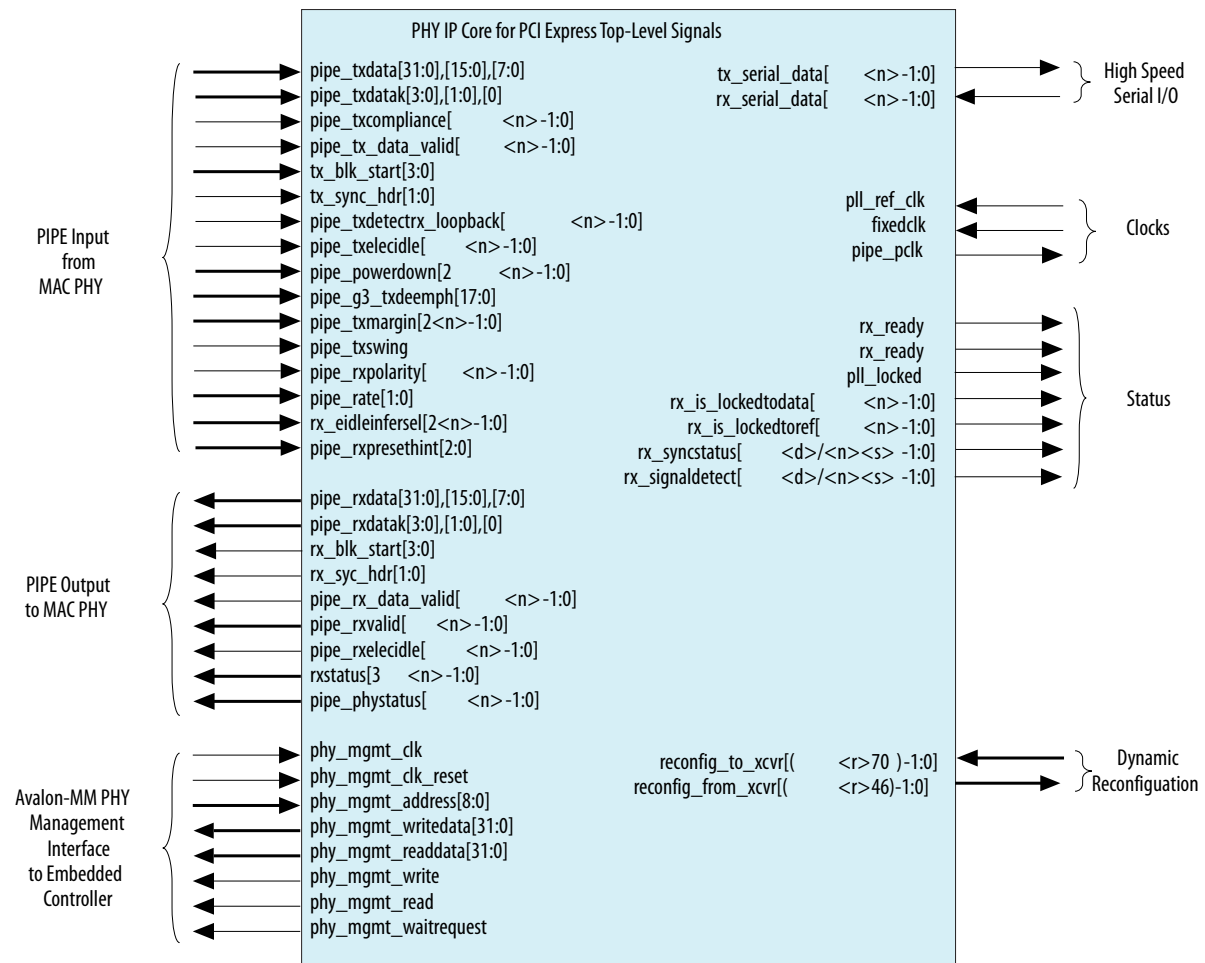 PHY IP Core for PCI Express Top-Level Signals
PIPE Input
from
MAC PHY
pipe_txdata[31:0],[15:0],[7:0]
pipe_txdatak[3:0],[1:0],[0]
pipe_txcompliance[ <n>-1:0]
pipe_tx_data_valid[ <n>-1:0]
tx_blk_start[3:0]
tx_sync_hdr[1:0]
pipe_txdetectrx_loopback[ <n>-1:0]
pipe_txelecidle[ <n>-1:0]
pipe_powerdown[2 <n>-1:0]
pipe_g3_txdeemph[17:0]
pipe_txmargin[2<n>-1:0]
pipe_txswing
pipe_rxpolarity[ <n>-1:0]
pipe_rate[1:0]
rx_eidleinfersel[2<n>-1:0]
pipe_rxpresethint[2:0]
PIPE Output
to MAC PHY
pipe_rxdata[31:0],[15:0],[7:0]
pipe_rxdatak[3:0],[1:0],[0]
rx_blk_start[3:0]
rx_syc_hdr[1:0]
pipe_rx_data_valid[ <n>-1:0]
pipe_rxvalid[ <n>-1:0]
pipe_rxelecidle[ <n>-1:0]
rxstatus[3 <n>-1:0]
pipe_phystatus[ <n>-1:0]
Avalon-MM PHY
Management
Interface
to Embedded
Controller
phy_mgmt_clk
phy_mgmt_clk_reset
phy_mgmt_address[8:0]
phy_mgmt_writedata[31:0]
phy_mgmt_readdata[31:0]
phy_mgmt_write
phy_mgmt_read
phy_mgmt_waitrequest
tx_serial_data[ <n>-1:0]
rx_serial_data[ <n>-1:0]
High Speed
Serial I/O
pll_ref_clk
fixedclk
pipe_pclk
Clocks
rx_ready
rx_ready
pll_locked
rx_is_lockedtodata[ <n>-1:0]
rx_is_lockedtoref[ <n>-1:0]
rx_syncstatus[ <d>/<n><s> -1:0]
rx_signaldetect[ <d>/<n><s> -1:0]
Status
reconfig_to_xcvr[( <r>70 )-1:0]
reconfig_from_xcvr[( <r>46)-1:0]
Dynamic
Reconfiguation